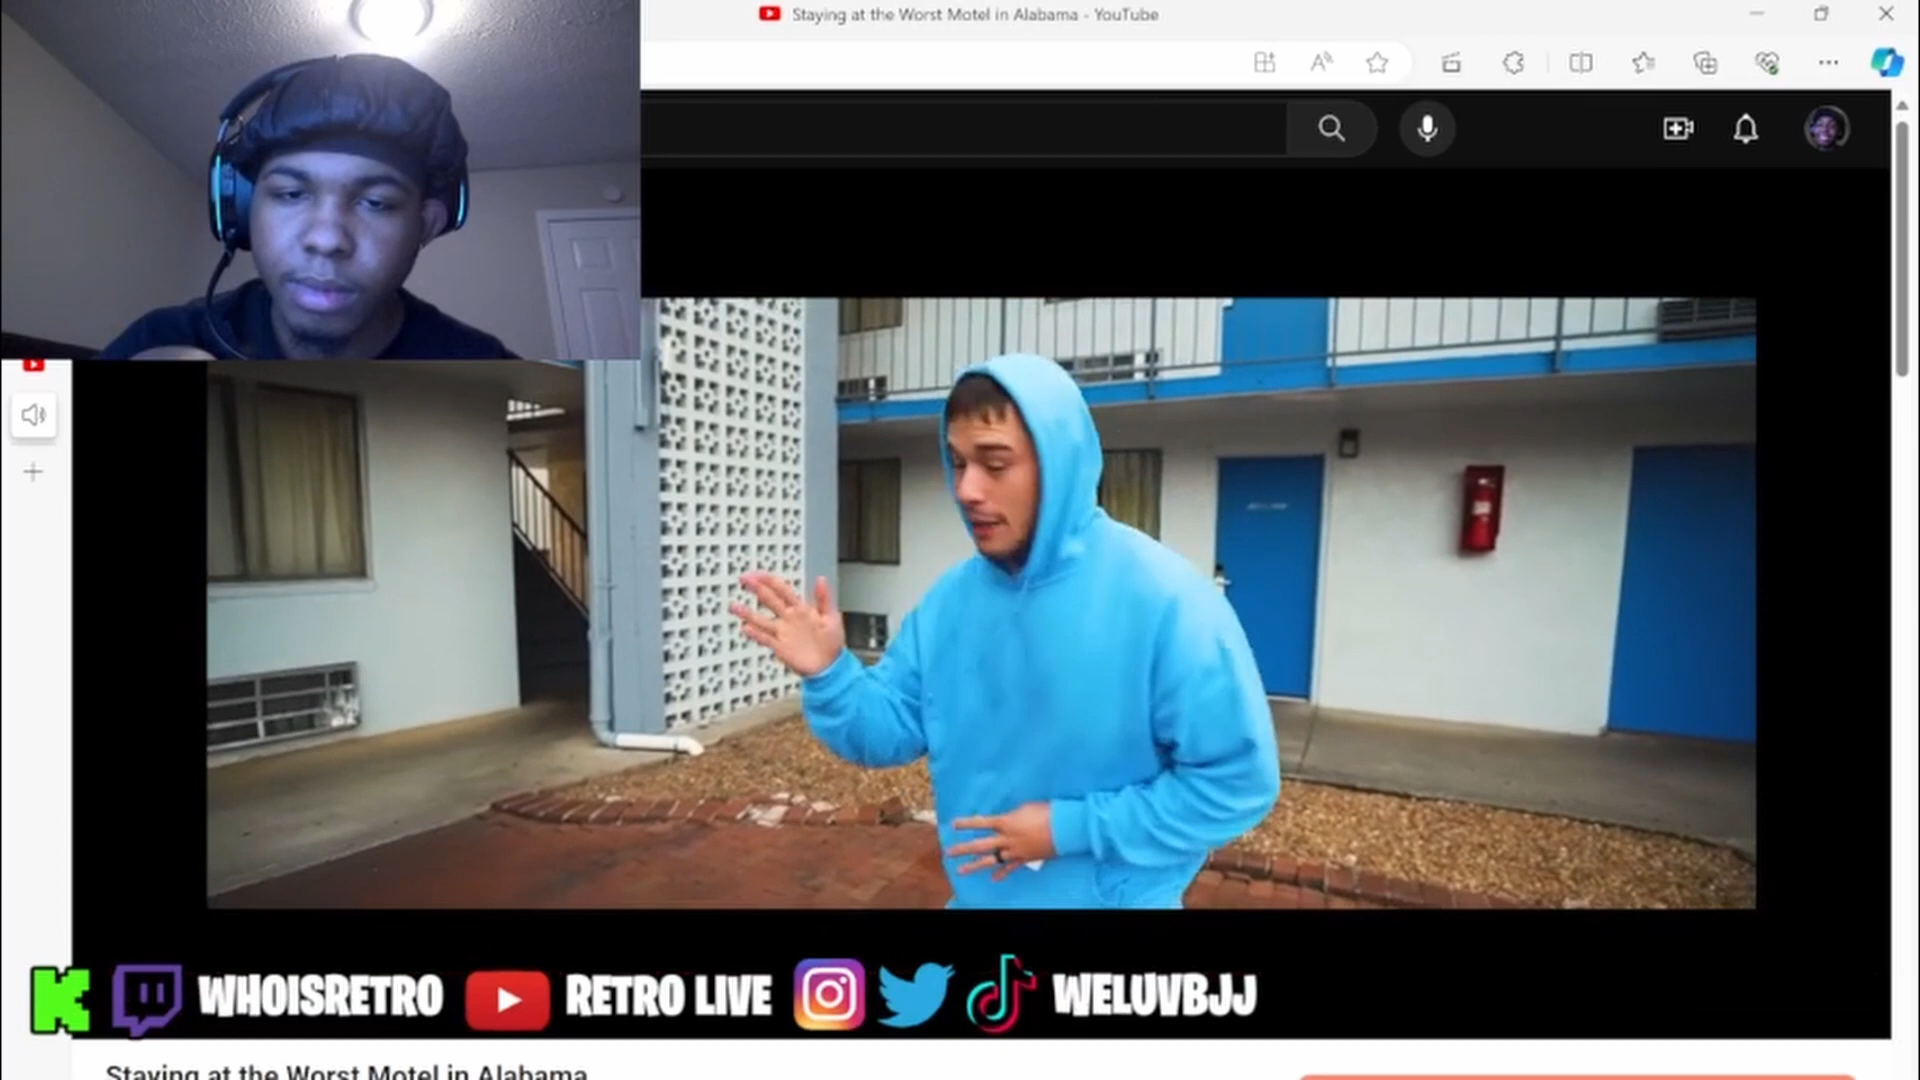 Staying at the Worst Motel in Alabama - YouTube
WHOISRETRO RETRO LIVE WELUVBJJ
Staying at the Worst Motel in Alabama